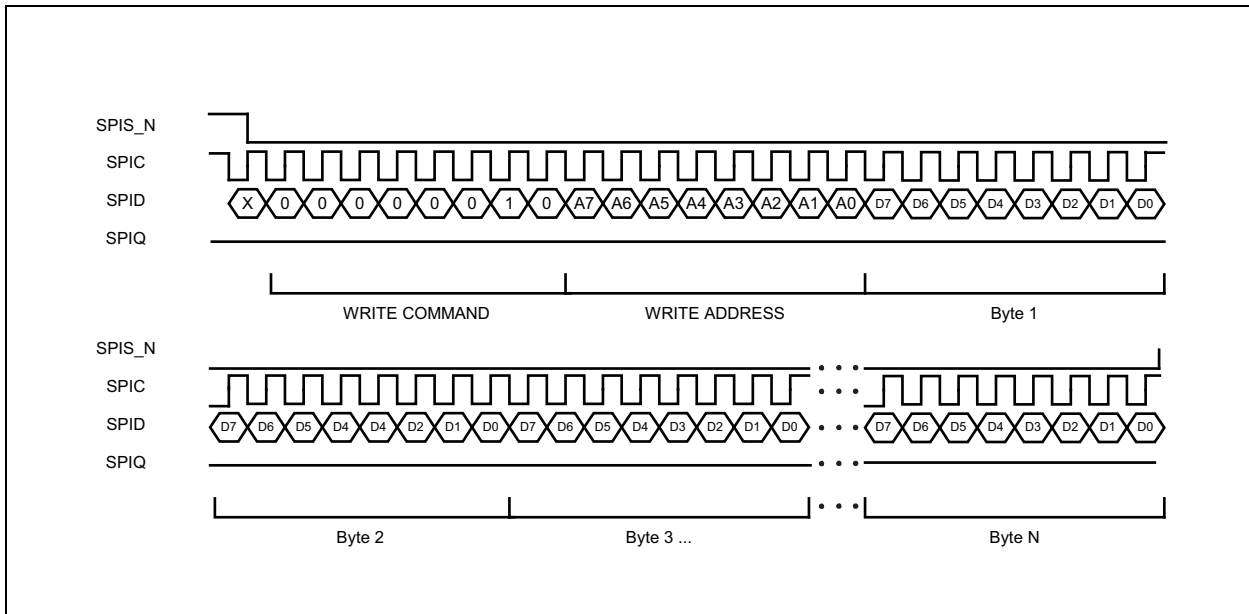 SPIS_N
SPIC
SPID X 0 0 0 0 0 0 1 0 A7 A6 A5 A4 A3 A2 A1 A0 D7 D6 D5 D4 D3 D2 D1 D0
SPIQ
WRITE COMMAND WRITE ADDRESS Byte 1
SPIS_N
SPIC
SPID D7 D6 D5 D4 D4 D2 D1 D0 D7 D6 D5 D4 D3 D2 D1 D0 D7 D6 D5 D4 D3 D2 D1 D0
SPIQ
Byte 2 Byte 3 ... Byte N